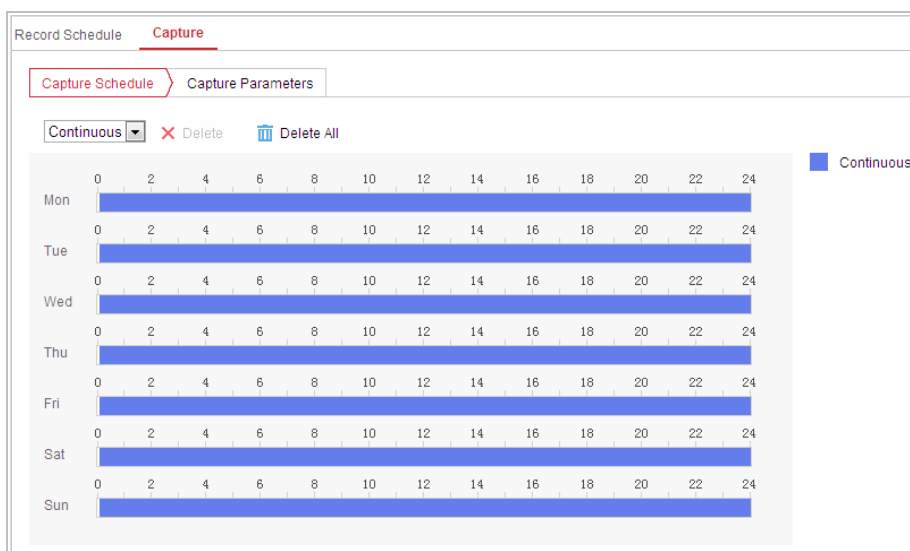 Record Schedule Capture
Capture Schedule Capture Parameters
Continuous Delete Delete All
Continuous
0 2 4 6 8 10 12 14 16 18 20 22 24
Mon
0 2 4 6 8 10 12 14 16 18 20 22 24
Tue
0 2 4 6 8 10 12 14 16 18 20 22 24
Wed
0 2 4 6 8 10 12 14 16 18 20 22 24
Thu
0 2 4 6 8 10 12 14 16 18 20 22 24
Fri
0 2 4 6 8 10 12 14 16 18 20 22 24
Sat
0 2 4 6 8 10 12 14 16 18 20 22 24
Sun